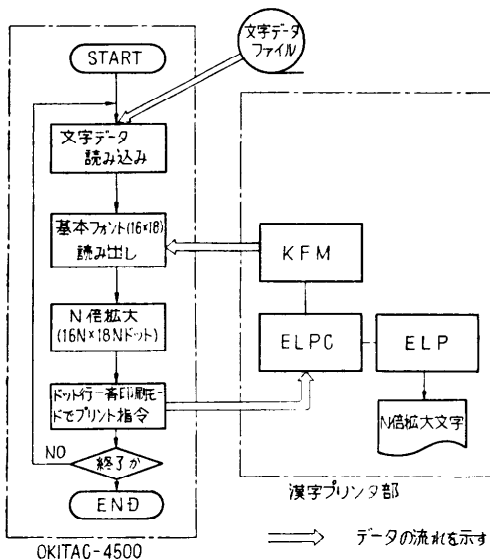 文字データ
ファイル
START
文字データ
読み込み
基本フォント(16×18)
読み出し
KFM
N倍拡大
(16N×18Nドット)
ELPC
ELP
ドット行一斉印刷モー
ドでプリント指令
N倍拡大文字
NO
終了か
END
漢字プリンタ部
OKITAC-4500
データの流れを示す